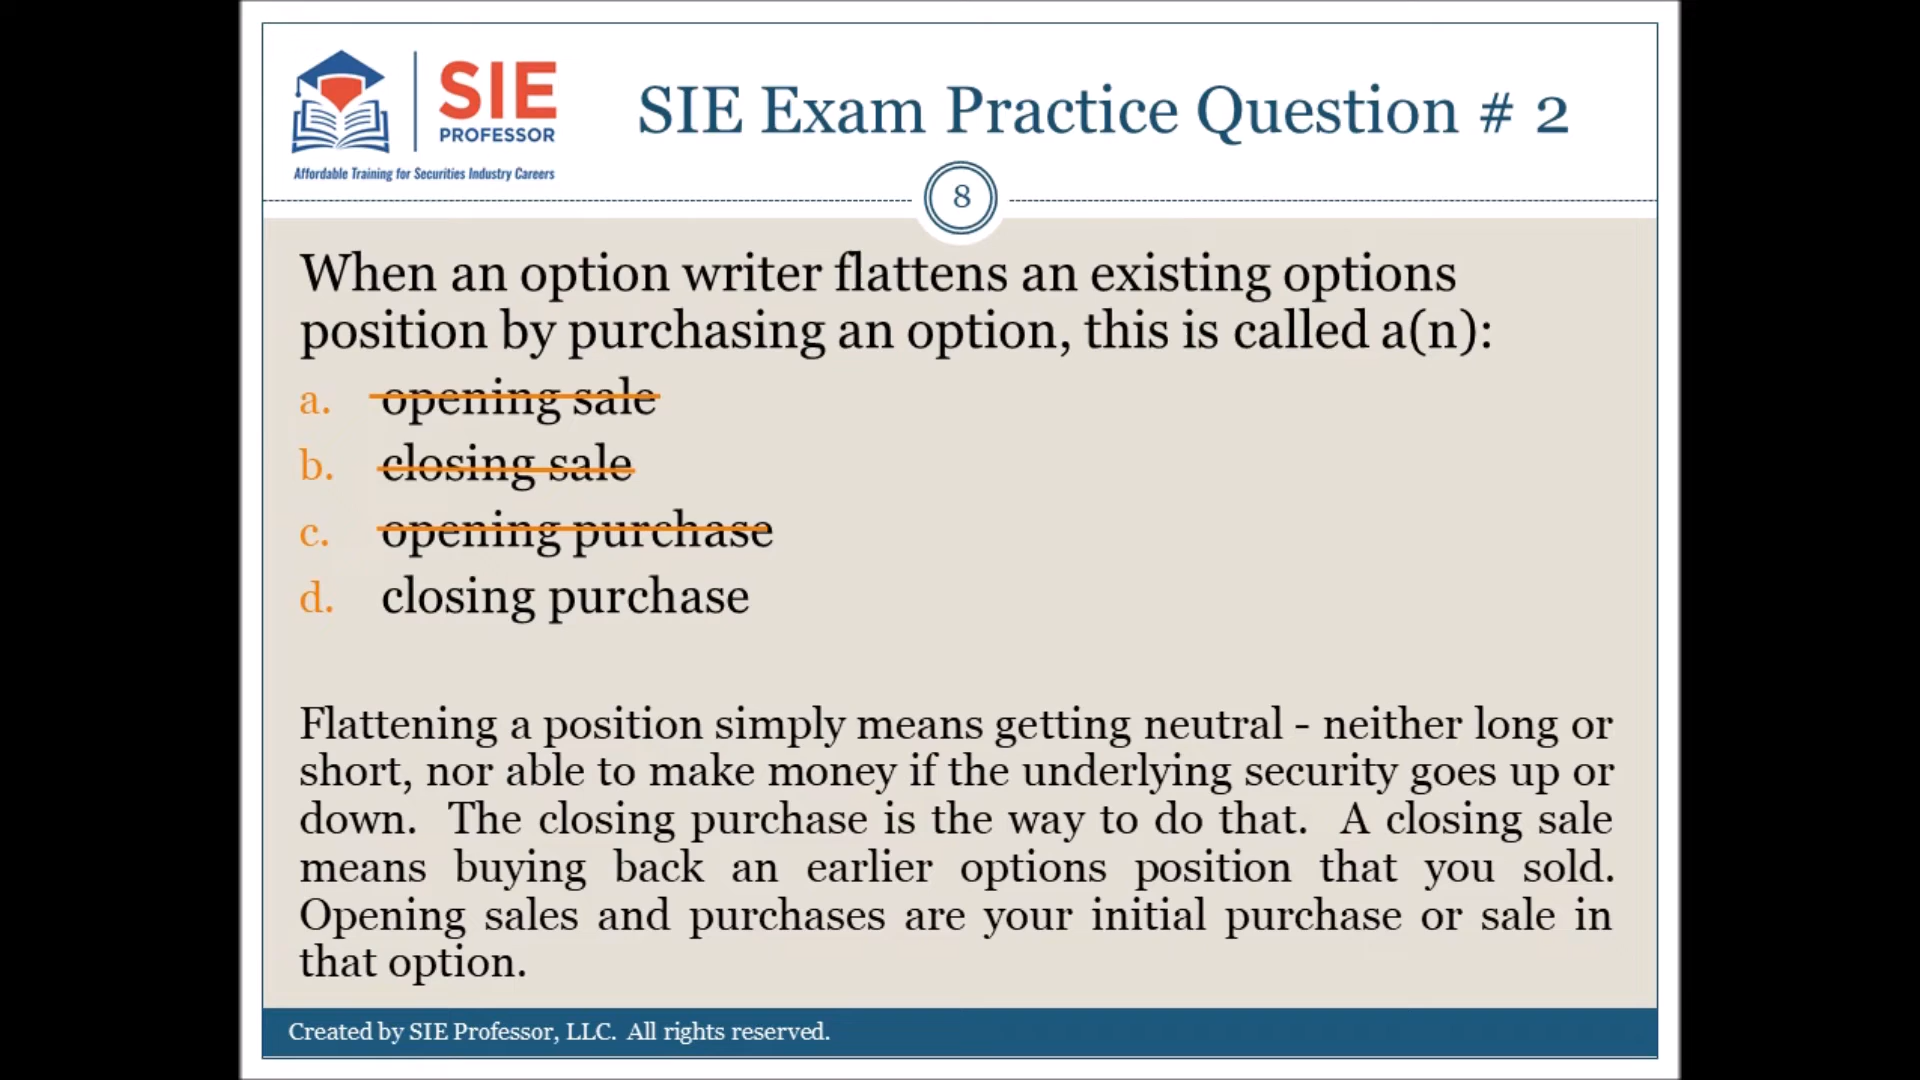 SIE
PROFESSOR
Affordable Training for Securities Industry Careers
SIE Exam Practice Question # 2
8
When an option writer flattens an existing options
position by purchasing an option, this is called a(n):
a. opening sale
b. closing sale
c. opening purchase
d. closing purchase
Flattening a position simply means getting neutral - neither long or
short, nor able to make money if the underlying security goes up or
down. The closing purchase is the way to do that. A closing sale
means buying back an earlier options position that you sold.
Opening sales and purchases are your initial purchase or sale in
that option.
Created by SIE Professor, LLC. All rights reserved.